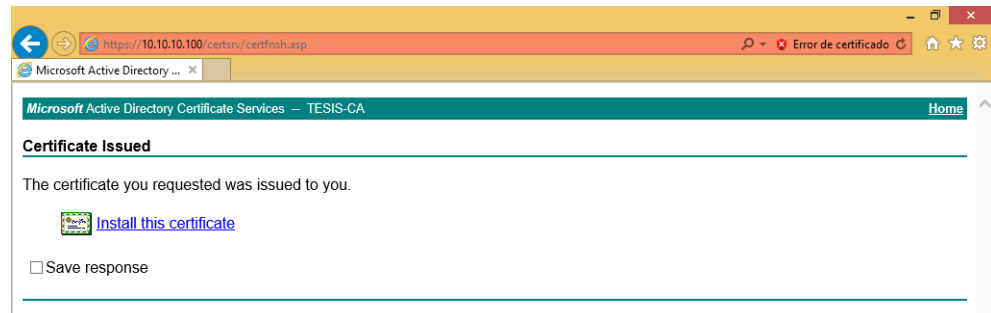 https://10.10.10.100/certsrv/certfnsh.asp Error de certificado
Microsoft Active Directory ...
Microsoft Active Directory Certificate Services -- TESIS-CA Home
Certificate Issued
The certificate you requested was issued to you.
Install this certificate
Save response